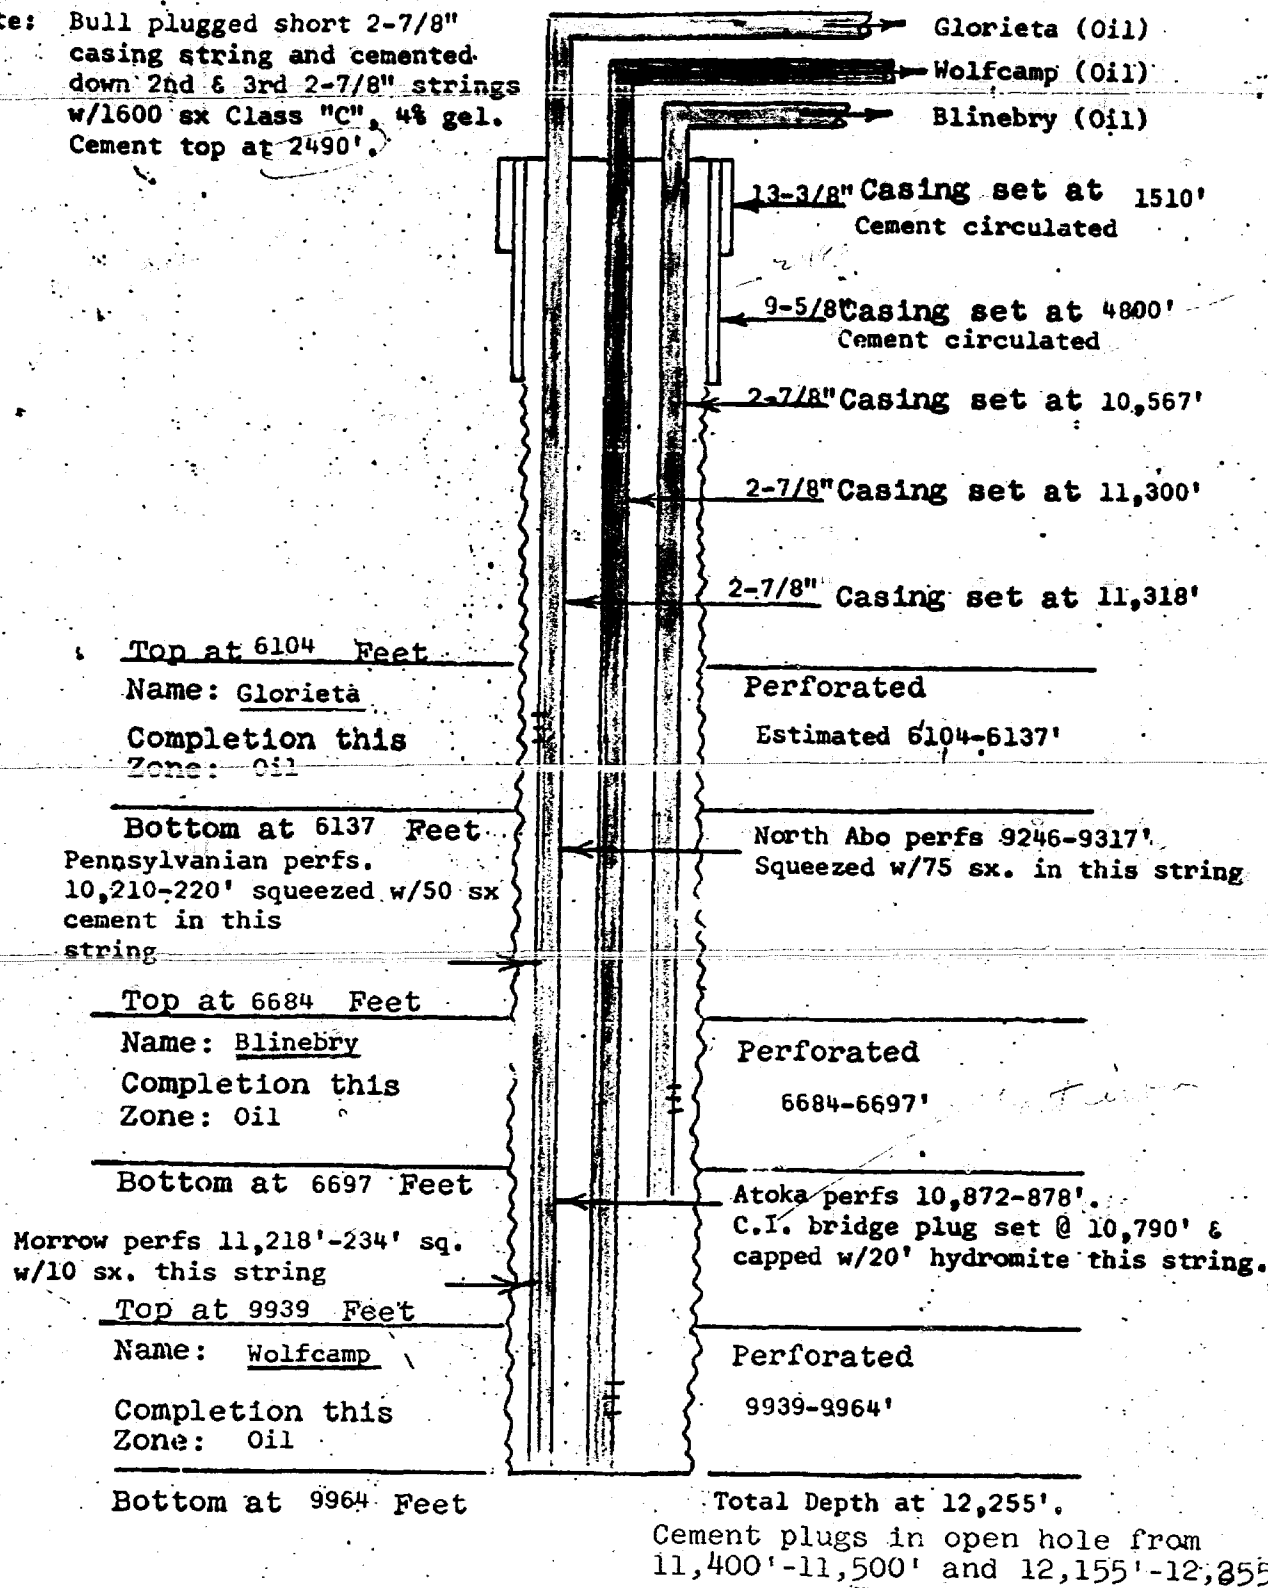 te: Bull plugged short 2-7/8"
casing string and cemented
down 2nd & 3rd 2-7/8" strings
w/1600 sx Class "C", 4% gel.
Cement top at 2490'.
Glorieta (Oil)
Wolfcamp (Oil)
Blinebry (Oil)
13-3/8" Casing set at 1510'
Cement circulated
9-5/8" Casing set at 4800'
Cement circulated
2-7/8" Casing set at 10,567'
2-7/8" Casing set at 11,300'
2-7/8" Casing set at 11,318'
Top at 6104 Feet
Name: Glorieta
Completion this
Zone: Oil
Bottom at 6137 Feet
Perforated
Estimated 6104-6137'
North Abo perfs 9246-9317'.
Squeezed w/75 sx. in this string
Pennsylvanian perfs.
10,210-220' squeezed w/50 sx
cement in this
string
Top at 6684 Feet
Name: Blinebry
Completion this
Zone: Oil
Bottom at 6697 Feet
Perforated
6684-6697'
Atoka perfs 10,872-878'.
C.I. bridge plug set @ 10,790' &
capped w/20' hydromite this string.
Morrow perfs 11,218'-234' sq.
w/10 sx. this string
Top at 9939 Feet
Name: Wolfcamp
Completion this
Zone: Oil
Bottom at 9964 Feet
Perforated
9939-9964'
Total Depth at 12,255'.
Cement plugs in open hole from
11,400'-11,500' and 12,155'-12,255